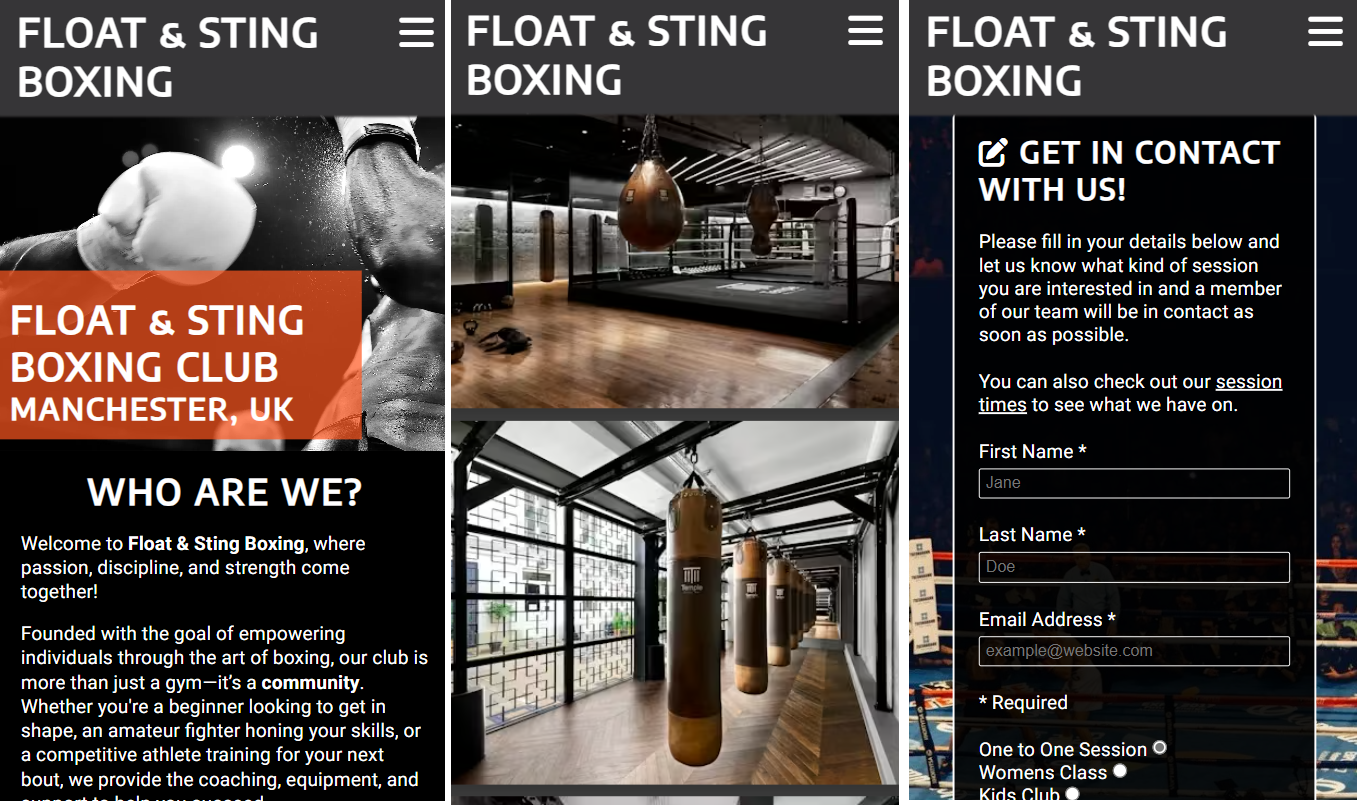 FLOAT & STING
BOXING
FLOAT & STING
BOXING CLUB
MANCHESTER, UK
WHO ARE WE?
Welcome to Float & Sting Boxing, where
passion, discipline, and strength come
together!
Founded with the goal of empowering
individuals through the art of boxing, our club is
more than just a gym—it’s a community.
Whether you're a beginner looking to get in
shape, an amateur fighter honing your skills, or
a competitive athlete training for your next
bout, we provide the coaching, equipment, and
support to help you succeed
FLOAT & STING
BOXING
Temple
FLOAT & STING
BOXING
GET IN CONTACT
WITH US!
Please fill in your details below and
let us know what kind of session
you are interested in and a member
of our team will be in contact as
soon as possible.
You can also check out our session
times to see what we have on.
First Name *
Jane
Last Name *
Doe
Email Address *
example@website.com
* Required
One to One Session
Womens Class
Kids Club